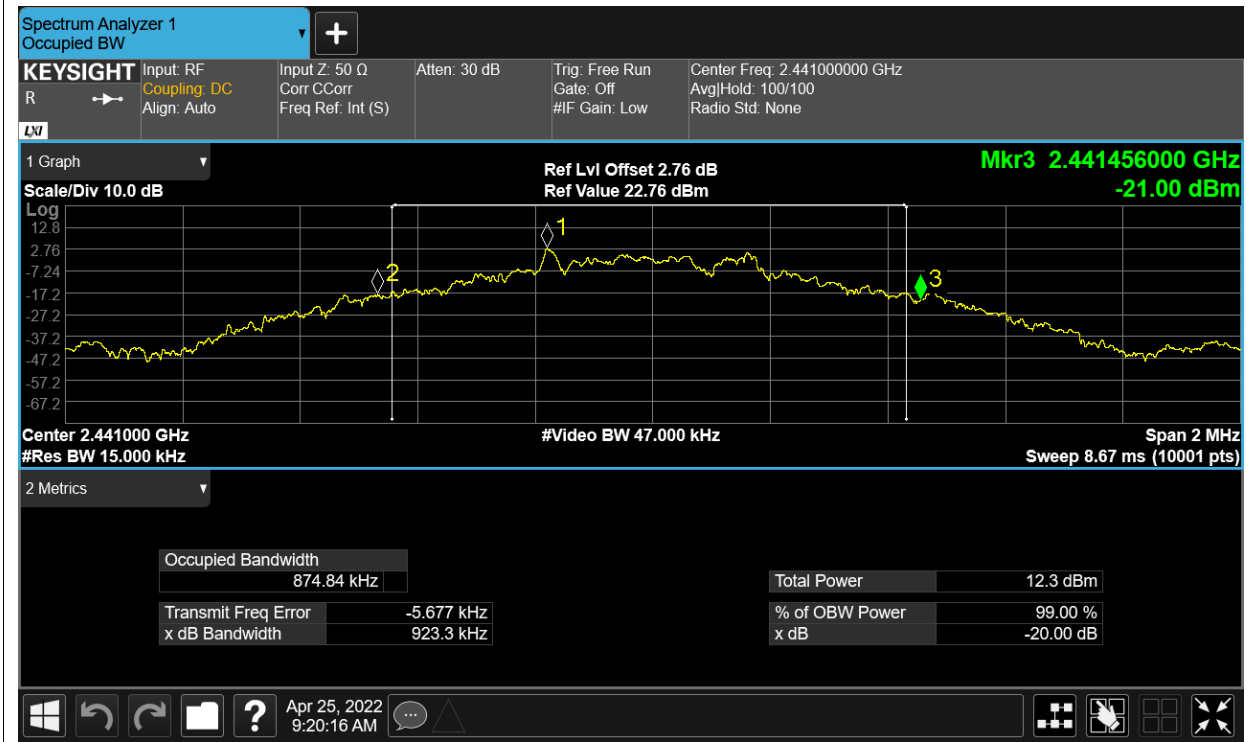 Spectrum Analyzer 1
Occupied BW
KEYSIGHT
R
LXI
Input: RF
Coupling: DC
Align: Auto
Input Z: 50 Ω
Corr CCorr
Freq Ref: Int (S)
Atten: 30 dB
Trig: Free Run
Gate: Off
#IF Gain: Low
Center Freq: 2.441000000 GHz
Avg|Hold: 100/100
Radio Std: None
1 Graph
Scale/Div 10.0 dB
Ref Lvl Offset 2.76 dB
Ref Value 22.76 dBm
Mkr3 2.441456000 GHz
-21.00 dBm
Log
12.8
2.76
-7.24
-17.2
-27.2
-37.2
-47.2
-57.2
-67.2
1
2
3
Center 2.441000 GHz
#Res BW 15.000 kHz
#Video BW 47.000 kHz
Span 2 MHz
Sweep 8.67 ms (10001 pts)
2 Metrics
Occupied Bandwidth
874.84 kHz
Transmit Freq Error -5.677 kHz
x dB Bandwidth 923.3 kHz
Total Power 12.3 dBm
% of OBW Power 99.00 %
x dB -20.00 dB
?
Apr 25, 2022
9:20:16 AM